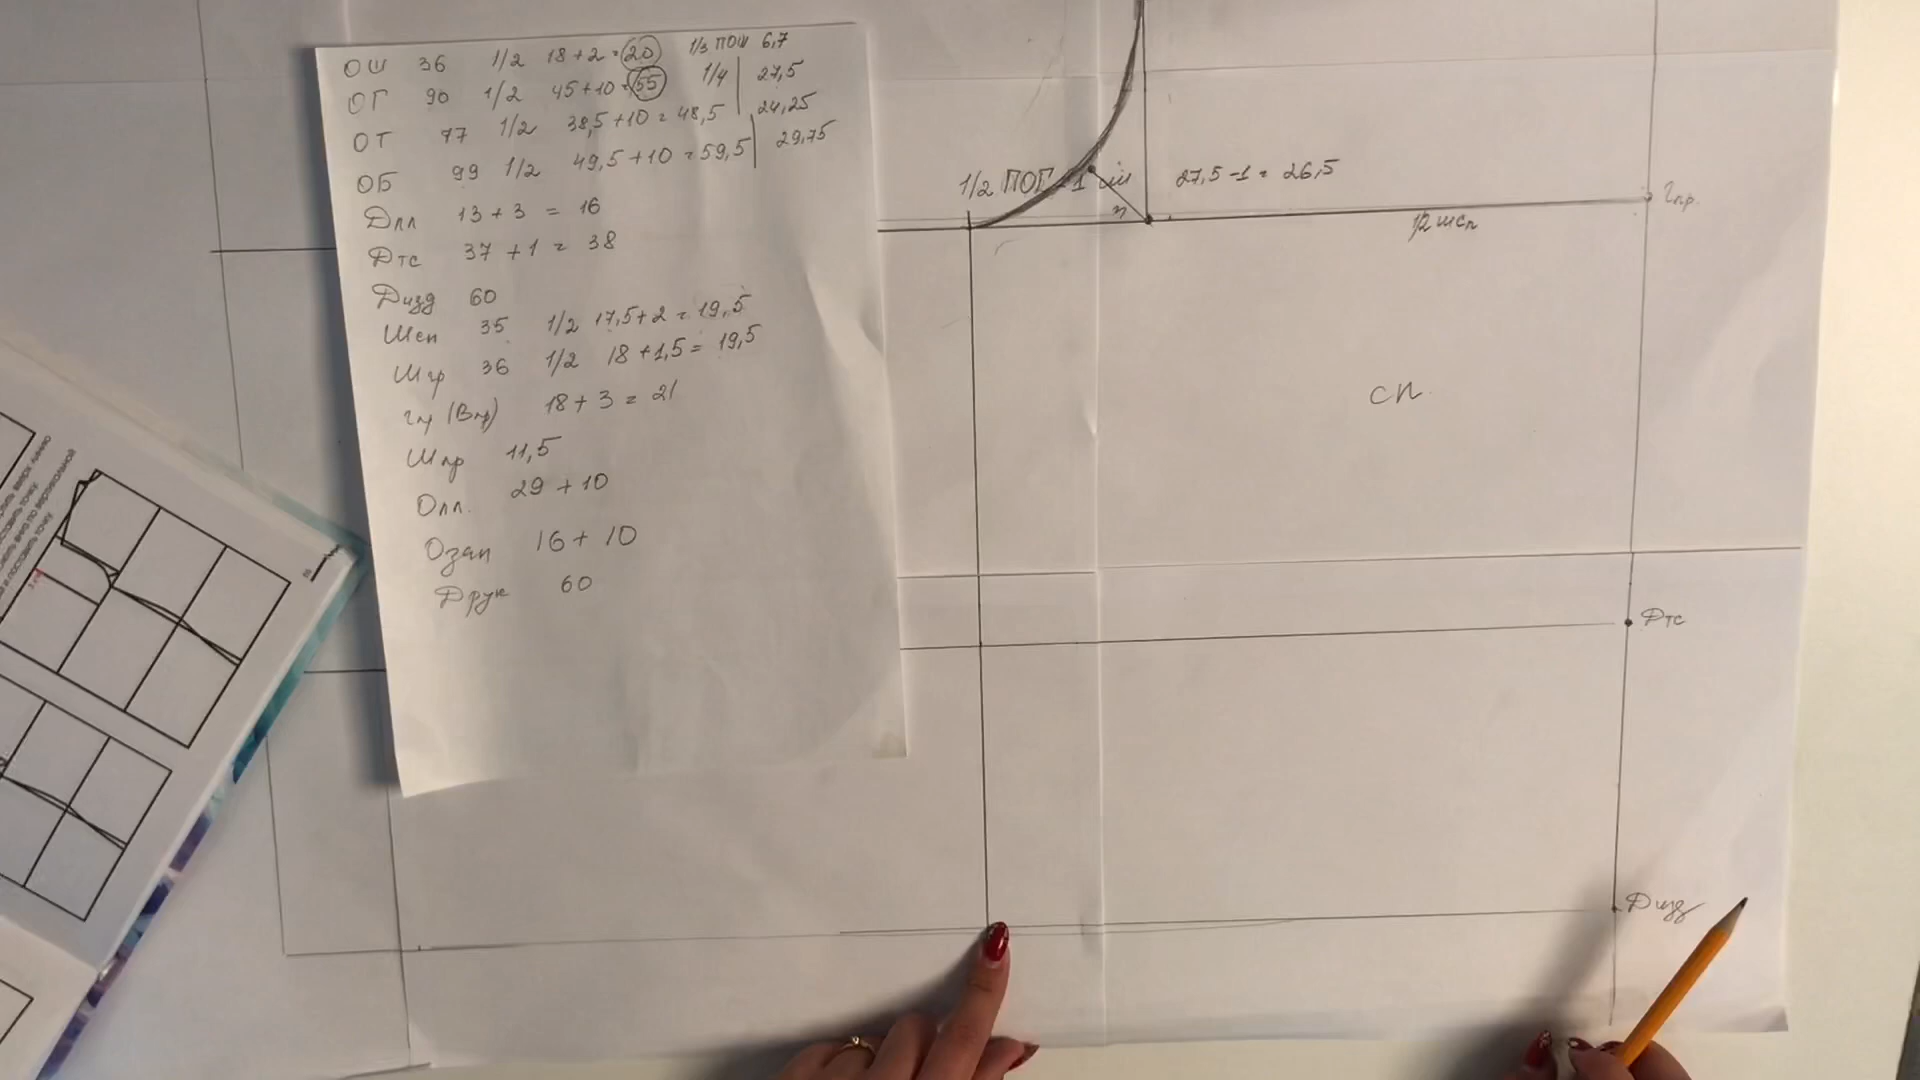 ОШ 36 1/2 18+2=20 1/3 ПОШ 6,7
ОГ 90 1/2 45+10=55 1/4 27,5
ОТ 77 1/2 38,5+10=48,5 24,25
ОБ 99 1/2 49,5+10=59,5 29,75
Дпл 13+3=16
Дтс 37+1=38
Дизд 60
Шсп 35 1/2 17,5+2=19,5
Шгр 36 1/2 18+1,5=19,5
Гпр (Впр) 18+3=21
Шпр 11,5
Опл. 29+10
Озап 16+10
Друк 60
1/2 ПОГ-1 см 27,5-1=26,5
3
1/2 шсп
Гпр.
сп.
Дтс
Дизд
3 см